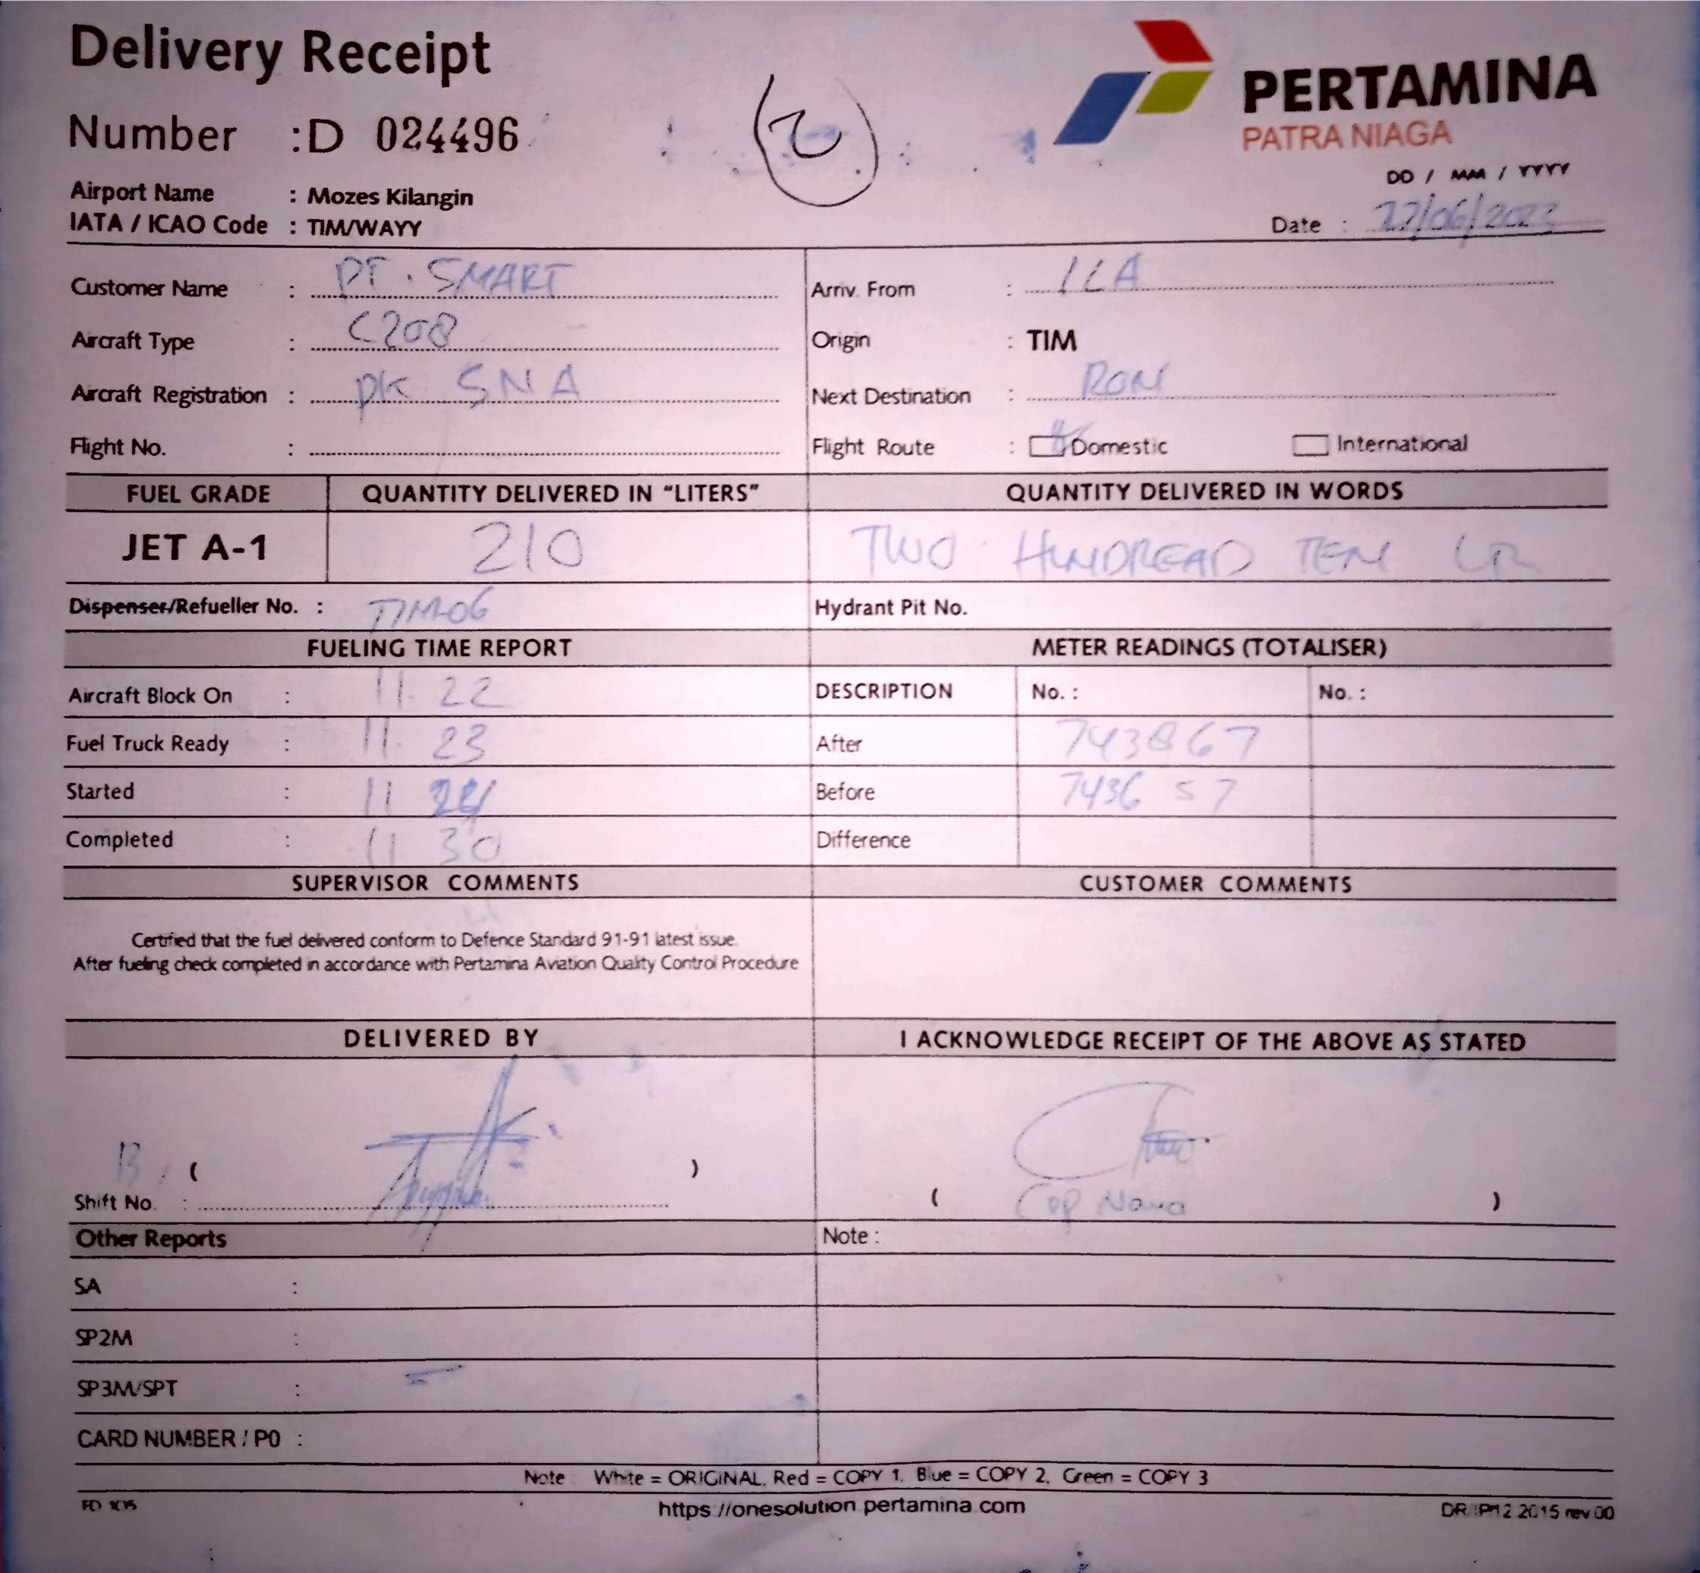 Delivery Receipt
2
PERTAMINA
PATRA NIAGA
Number :D 024496
DD / MM / YYYY
Airport Name : Mozes Kilangin
IATA / ICAO Code : TIM/WAYY
Date : 27/06/2023
Customer Name : PT. SMART
Arriv. From : ILA
Aircraft Type : C208
Origin : TIM
Aircraft Registration : PK SNA
Next Destination : RON
Flight No. :
Flight Route : Domestic International
FUEL GRADE QUANTITY DELIVERED IN "LITERS" QUANTITY DELIVERED IN WORDS
JET A-1 210 TWO HUNDREAD TEN LTR
Dispenser/Refueller No. : TIM06 Hydrant Pit No.
FUELING TIME REPORT METER READINGS (TOTALISER)
Aircraft Block On : 11. 22 DESCRIPTION No. : No. :
Fuel Truck Ready : 11. 23 After 743867
Started : 11 24 Before 743657
Completed : 11 30 Difference
SUPERVISOR COMMENTS CUSTOMER COMMENTS
Certified that the fuel delivered conform to Defence Standard 91-91 latest issue.
After fueling check completed in accordance with Pertamina Aviation Quality Control Procedure
DELIVERED BY I ACKNOWLEDGE RECEIPT OF THE ABOVE AS STATED
( )
Shift No. :
( )
Other Reports Note :
SA :
SP2M :
SP3M/SPT :
CARD NUMBER / PO :
Note : White = ORIGINAL, Red = COPY 1, Blue = COPY 2, Green = COPY 3
https://onesolution.pertamina.com